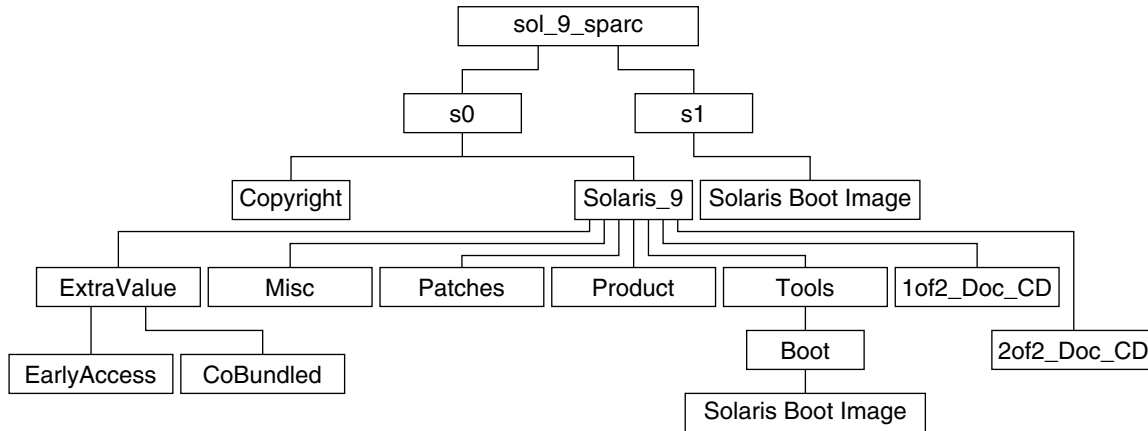 sol_9_sparc
s0
s1
Copyright
Solaris_9
Solaris Boot Image
ExtraValue
Misc
Patches
Product
Tools
1of2_Doc_CD
Boot
2of2_Doc_CD
EarlyAccess
CoBundled
Solaris Boot Image